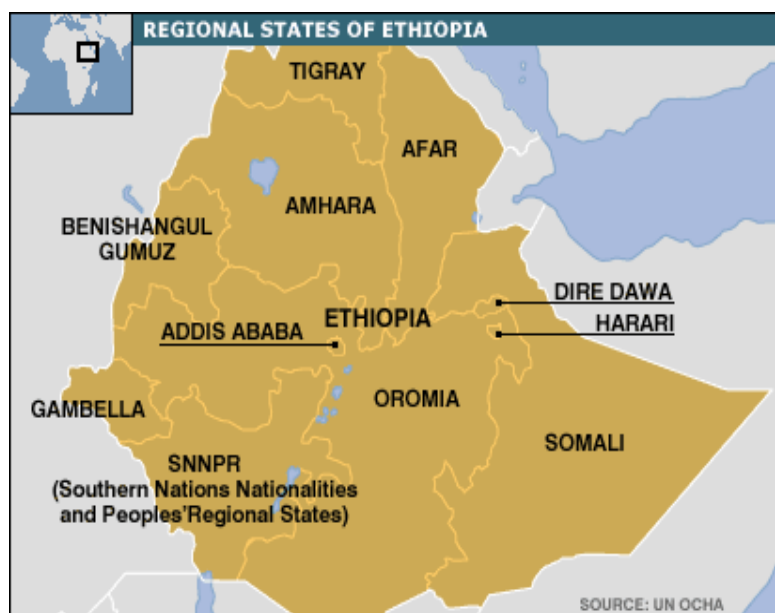 REGIONAL STATES OF ETHIOPIA
TIGRAY
AFAR
AMHARA
BENISHANGUL
GUMUZ
DIRE DAWA
ETHIOPIA
ADDIS ABABA
HARARI
OROMIA
GAMBELLA
SOMALI
SNNPR
(Southern Nations Nationalities
and Peoples'Regional States)
SOURCE: UN OCHA